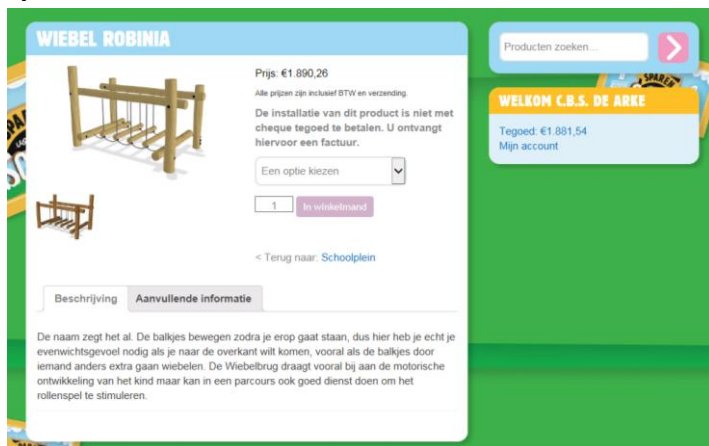 WIEBEL ROBINIA
Prijs: €1.890,26
Alle prijzen zijn inclusief BTW en verzending.
De installatie van dit product is niet met
cheque tegoed te betalen. U ontvangt
hiervoor een factuur.
Een optie kiezen
1 In winkelmand
< Terug naar: Schoolplein
Beschrijving Aanvullende informatie
De naam zegt het al. De balkjes bewegen zodra je erop gaat staan, dus hier heb je echt je
evenwichtsgevoel nodig als je naar de overkant wilt komen, vooral als de balkjes door
iemand anders extra gaan wiebelen. De Wiebelbrug draagt vooral bij aan de motorische
ontwikkeling van het kind maar kan in een parcours ook goed dienst doen om het
rollenspel te stimuleren.
Producten zoeken...
SPAREN
WELKOM C.B.S. DE ARKE
Tegoed: €1.881,54
Mijn account